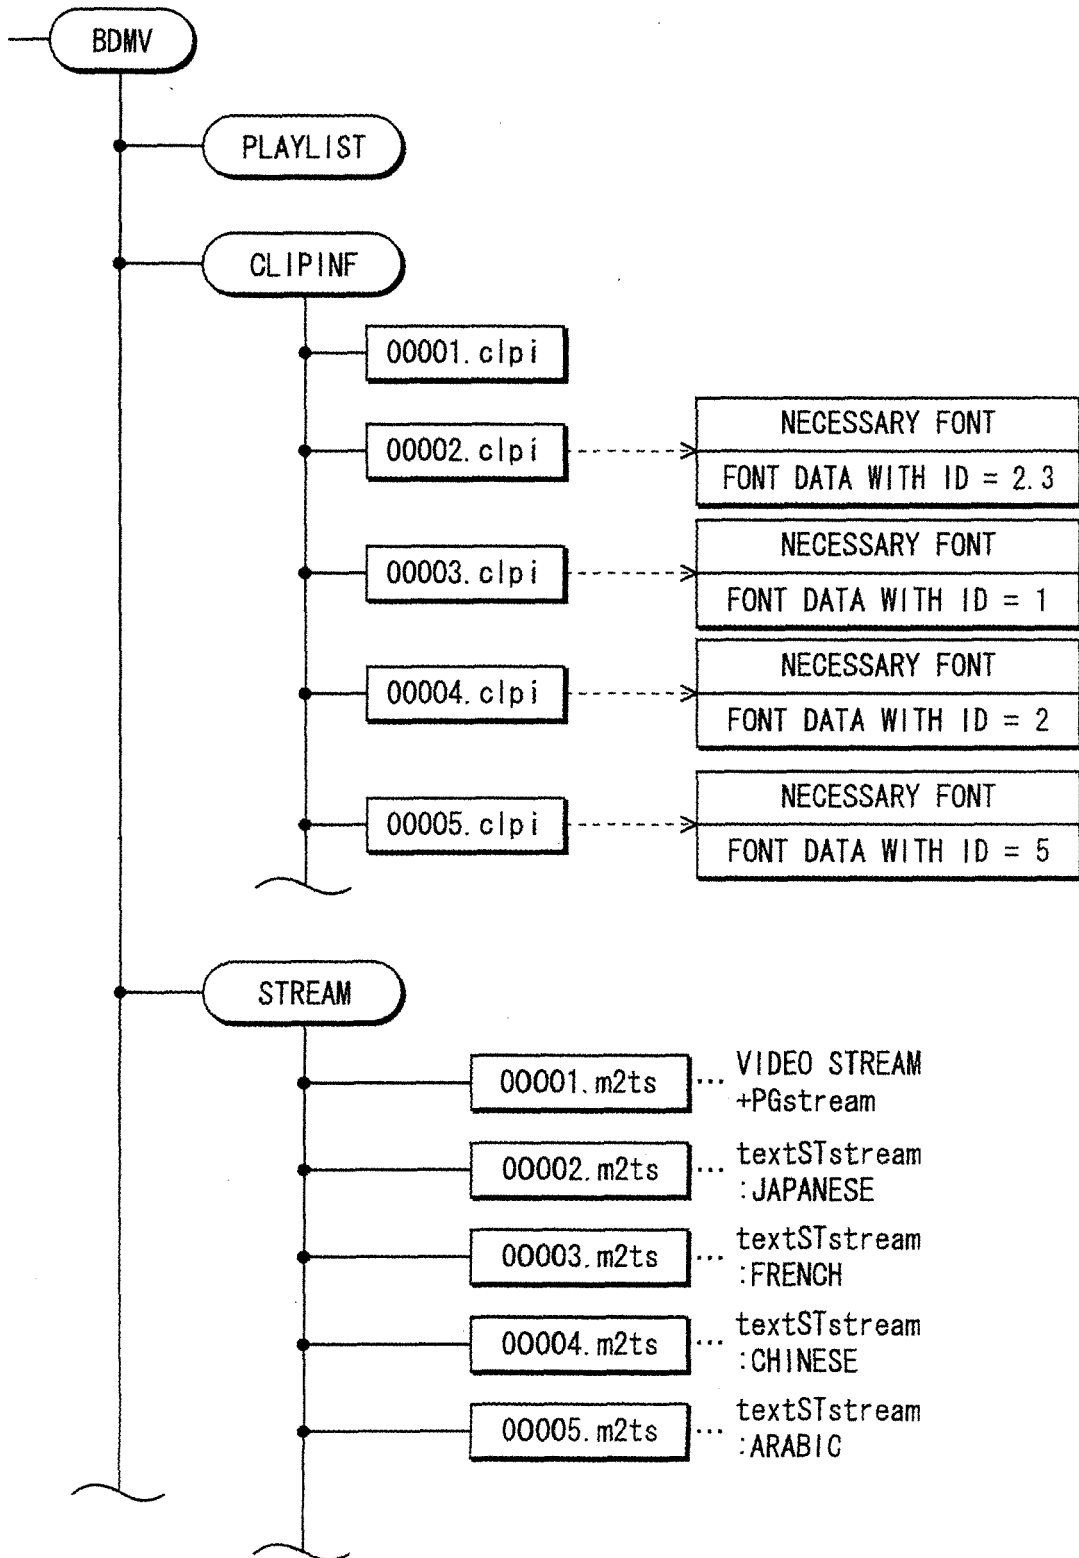 BDMV
PLAYLIST
CLIPINF
00001.clpi
00002.clpi
NECESSARY FONT
FONT DATA WITH ID = 2.3
00003.clpi
NECESSARY FONT
FONT DATA WITH ID = 1
00004.clpi
NECESSARY FONT
FONT DATA WITH ID = 2
00005.clpi
NECESSARY FONT
FONT DATA WITH ID = 5
STREAM
00001.m2ts ... VIDEO STREAM
+PGstream
00002.m2ts ... textSTstream
:JAPANESE
00003.m2ts ... textSTstream
:FRENCH
00004.m2ts ... textSTstream
:CHINESE
00005.m2ts ... textSTstream
:ARABIC